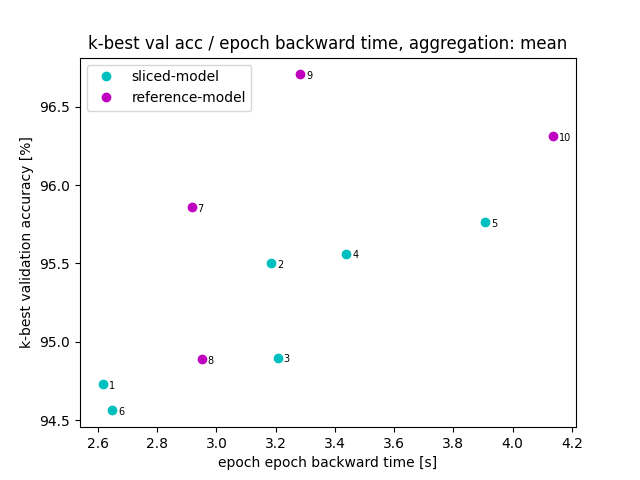 k-best val acc / epoch backward time, aggregation: mean
sliced-model
reference-model
9
10
7
5
4
2
3
8
1
6
96.5
96.0
95.5
95.0
94.5
k-best validation accuracy [%]
2.6 2.8 3.0 3.2 3.4 3.6 3.8 4.0 4.2
epoch epoch backward time [s]